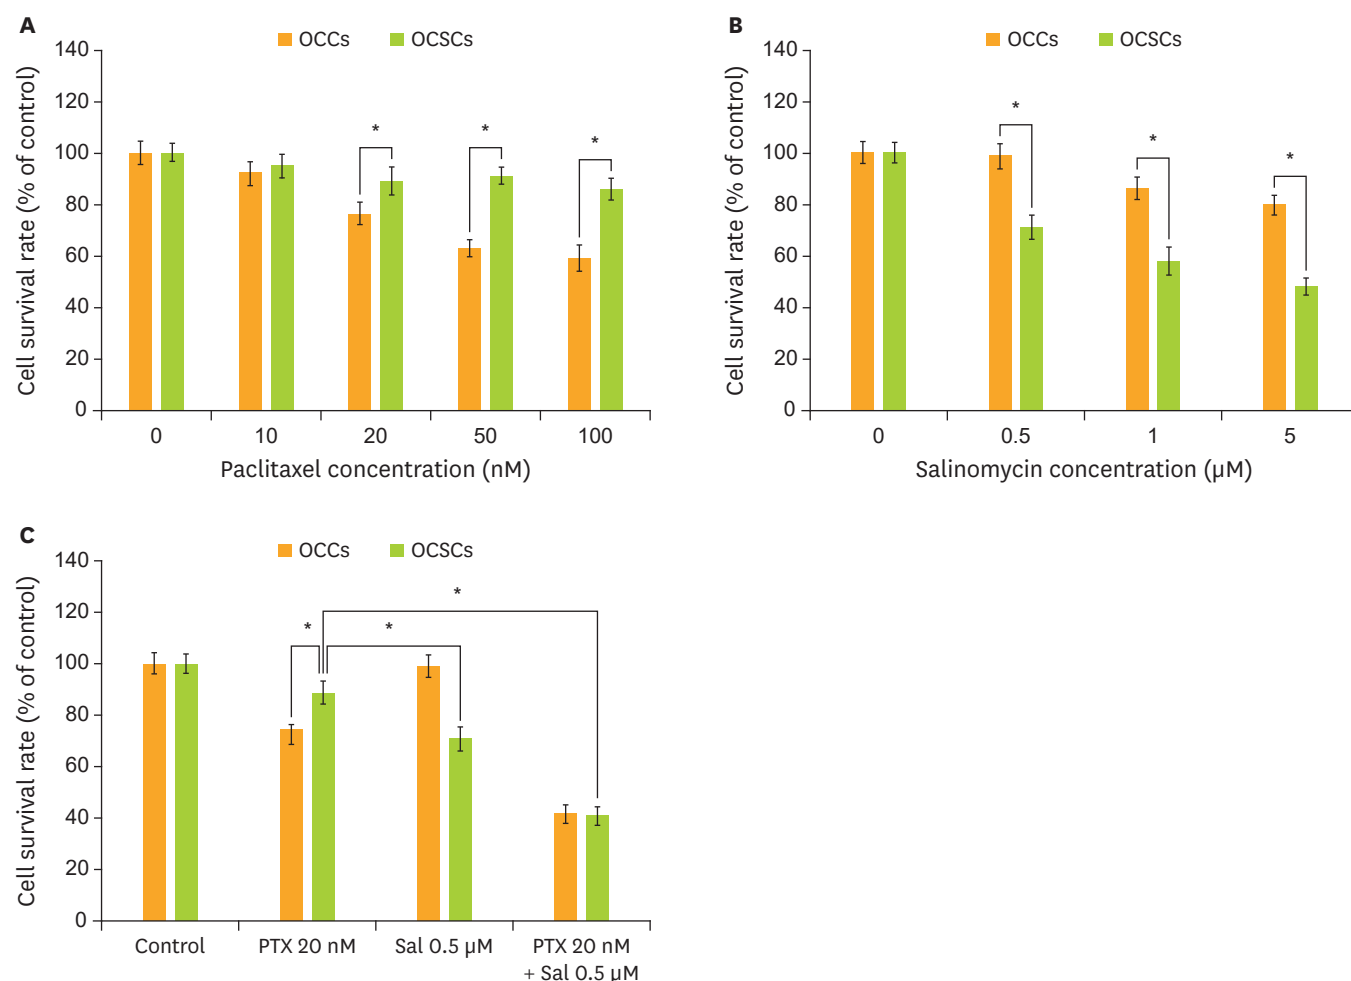 A
OCCs OCSCs
Cell survival rate (% of control)
140
120
100
80
60
40
20
0
* * *
0 10 20 50 100
Paclitaxel concentration (nM)
B
OCCs OCSCs
Cell survival rate (% of control)
140
120
100
80
60
40
20
0
* * *
0 0.5 1 5
Salinomycin concentration (µM)
C
OCCs OCSCs
Cell survival rate (% of control)
140
120
100
80
60
40
20
0
*
* *
Control PTX 20 nM Sal 0.5 µM PTX 20 nM
+ Sal 0.5 µM